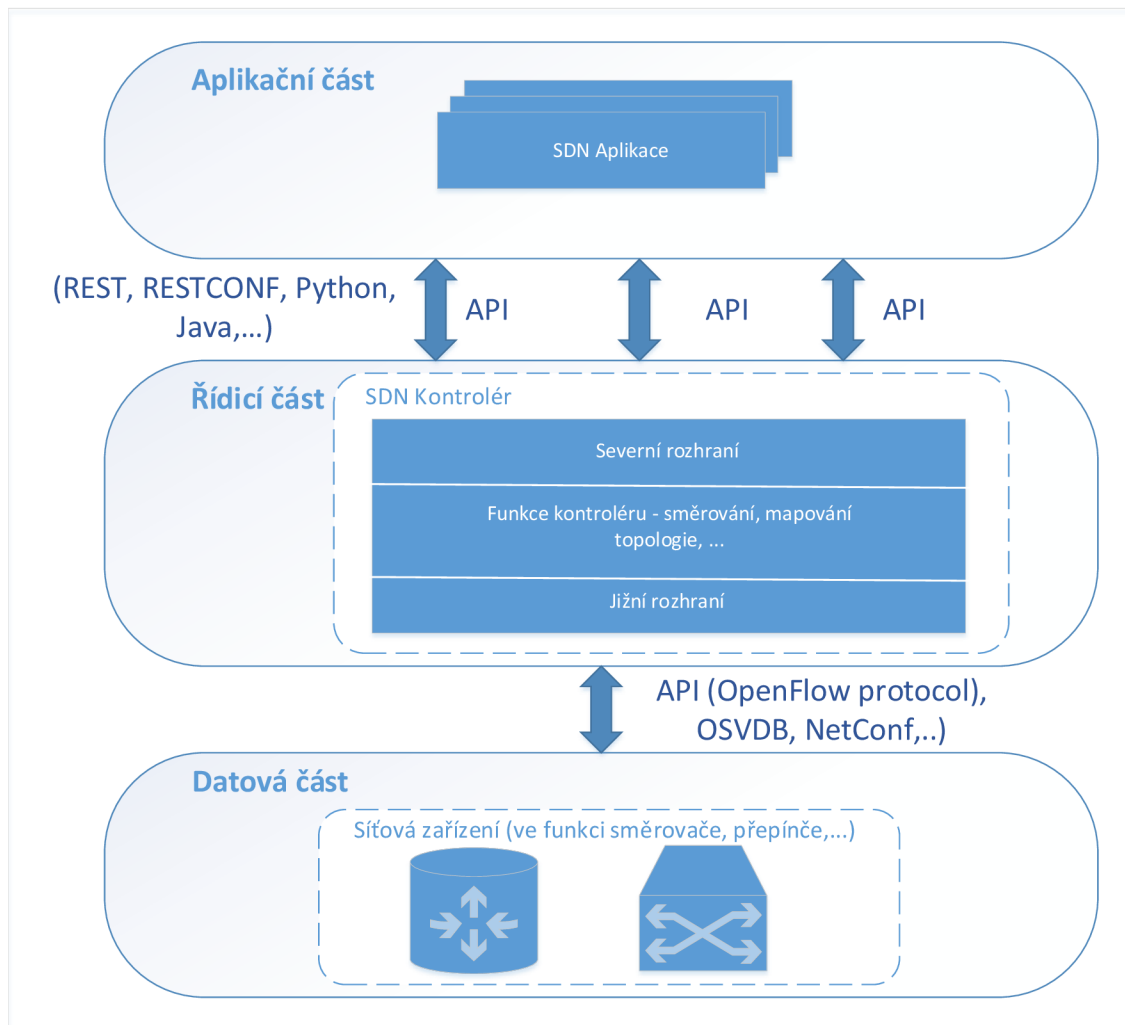 Aplikační část
SDN Aplikace
(REST, RESTCONF, Python,
Java,...)
API
API
API
Řídicí část
SDN Kontrolér
Severní rozhraní
Funkce kontroléru - směrování, mapování
topologie, ...
Jižní rozhraní
API (OpenFlow protocol),
OSVDB, NetConf,..)
Datová část
Síťová zařízení (ve funkci směrovače, přepínče,...)